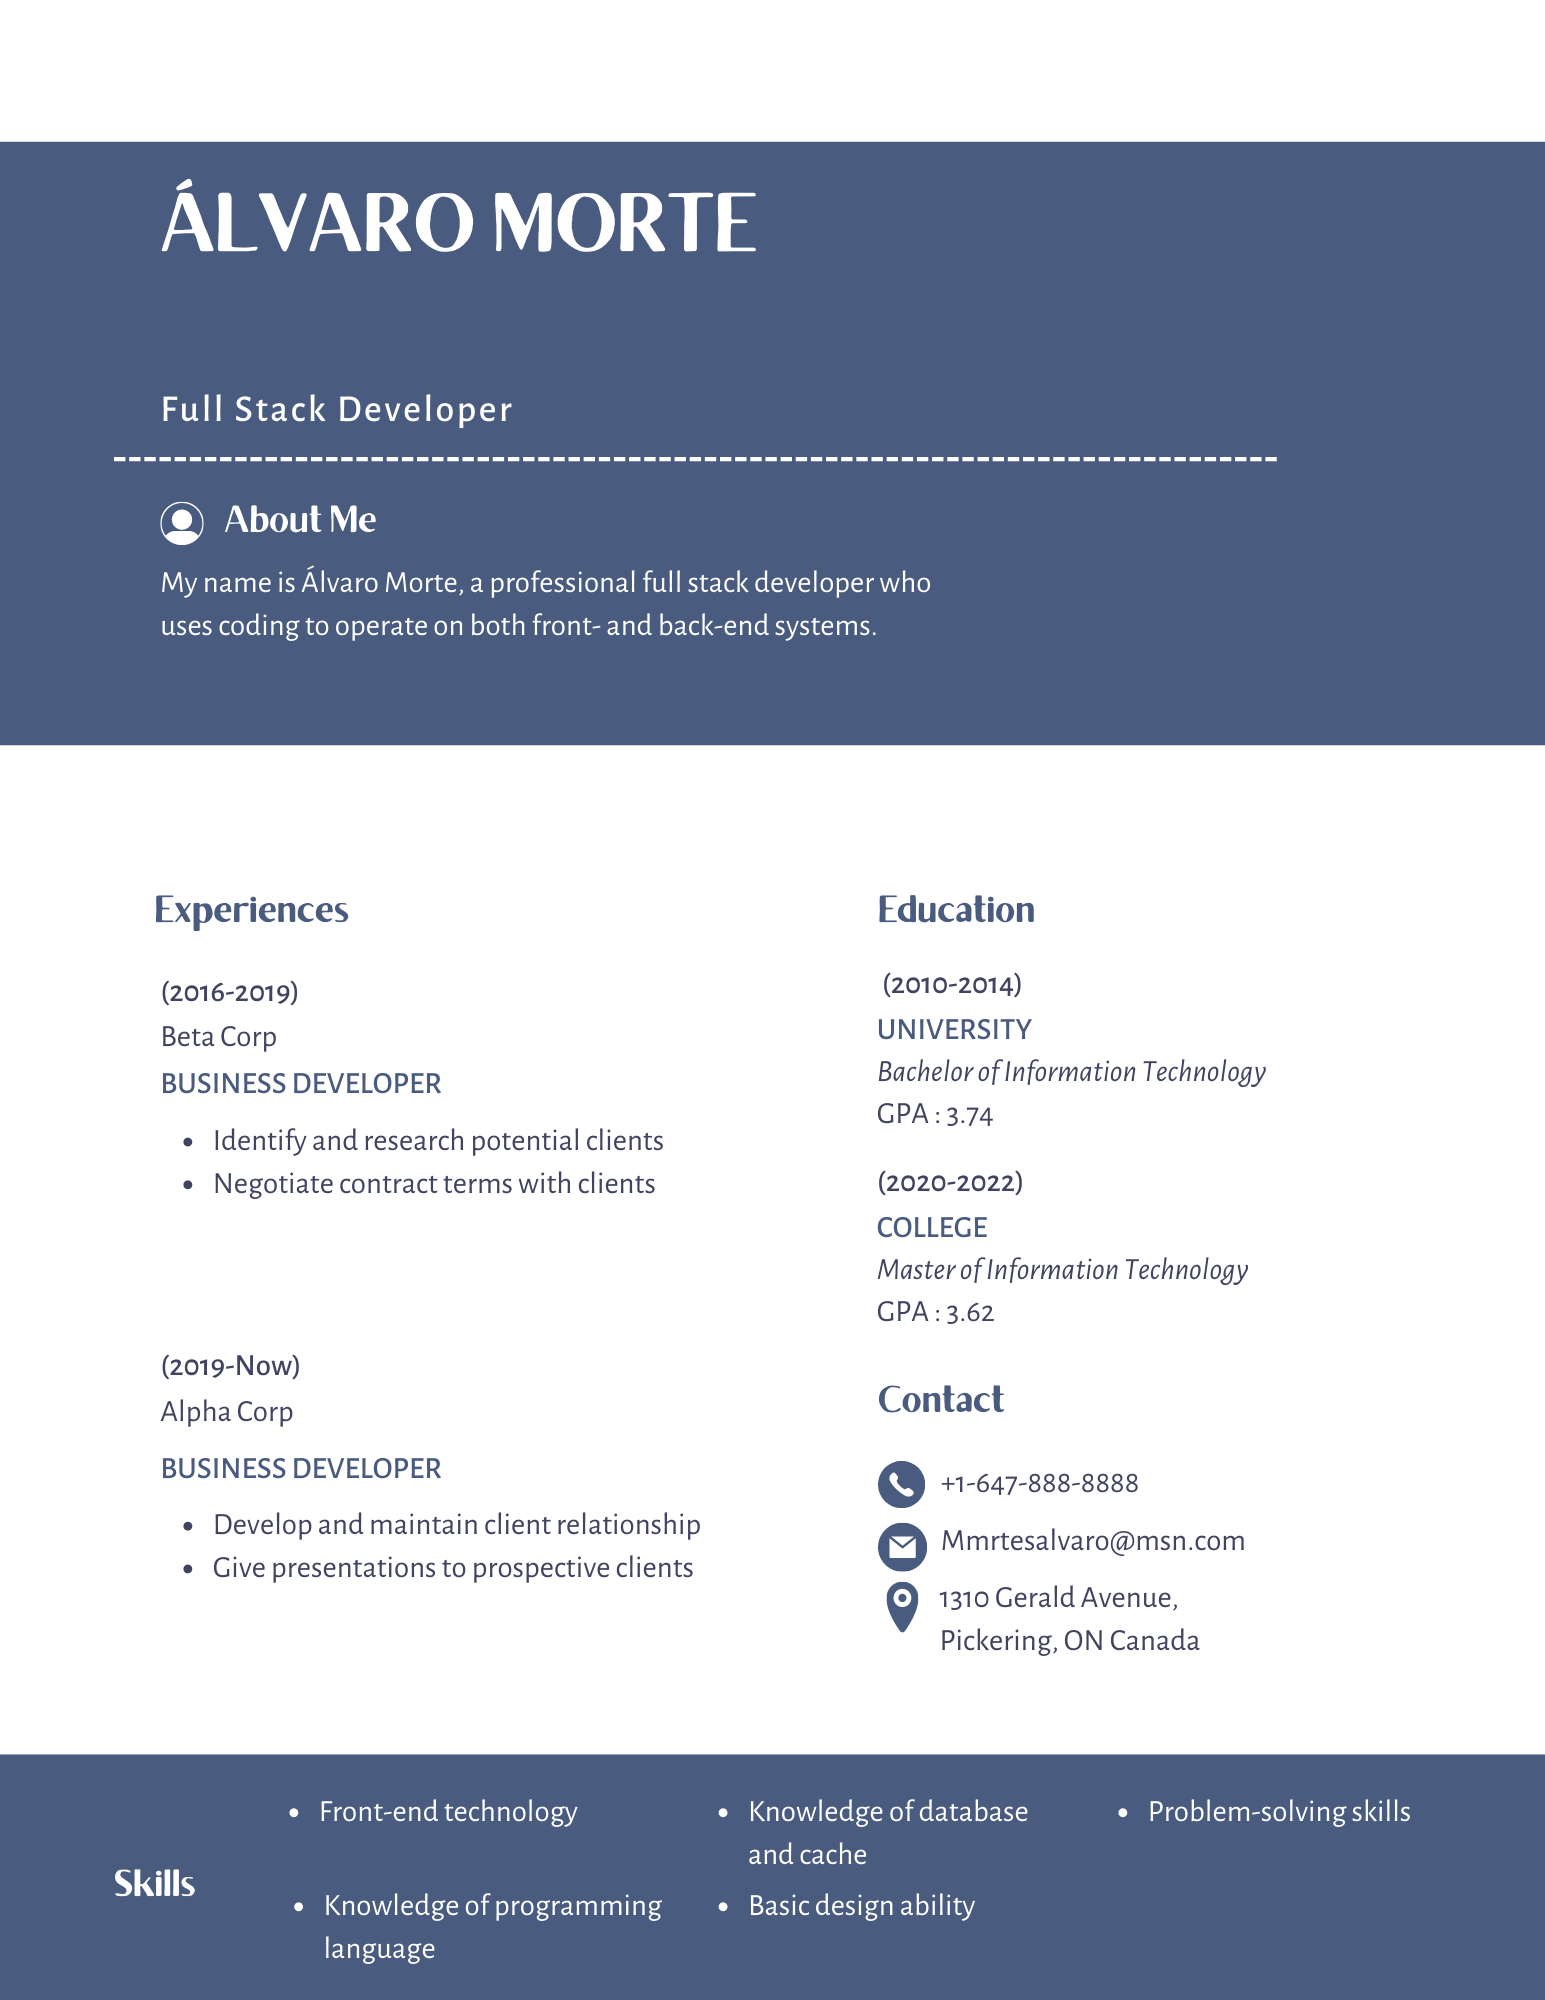 ÁLVARO MORTE
Full Stack Developer
About Me
My name is Álvaro Morte, a professional full stack developer who
uses coding to operate on both front- and back-end systems.
Experiences
(2016-2019)
Beta Corp
BUSINESS DEVELOPER
• Identify and research potential clients
• Negotiate contract terms with clients
(2019-Now)
Alpha Corp
BUSINESS DEVELOPER
• Develop and maintain client relationship
• Give presentations to prospective clients
Education
(2010-2014)
UNIVERSITY
Bachelor of Information Technology
GPA : 3.74
(2020-2022)
COLLEGE
Master of Information Technology
GPA : 3.62
Contact
+1-647-888-8888
Mmrtesalvaro@msn.com
1310 Gerald Avenue,
Pickering, ON Canada
Skills
• Front-end technology
• Knowledge of programming
language
• Knowledge of database
and cache
• Basic design ability
• Problem-solving skills